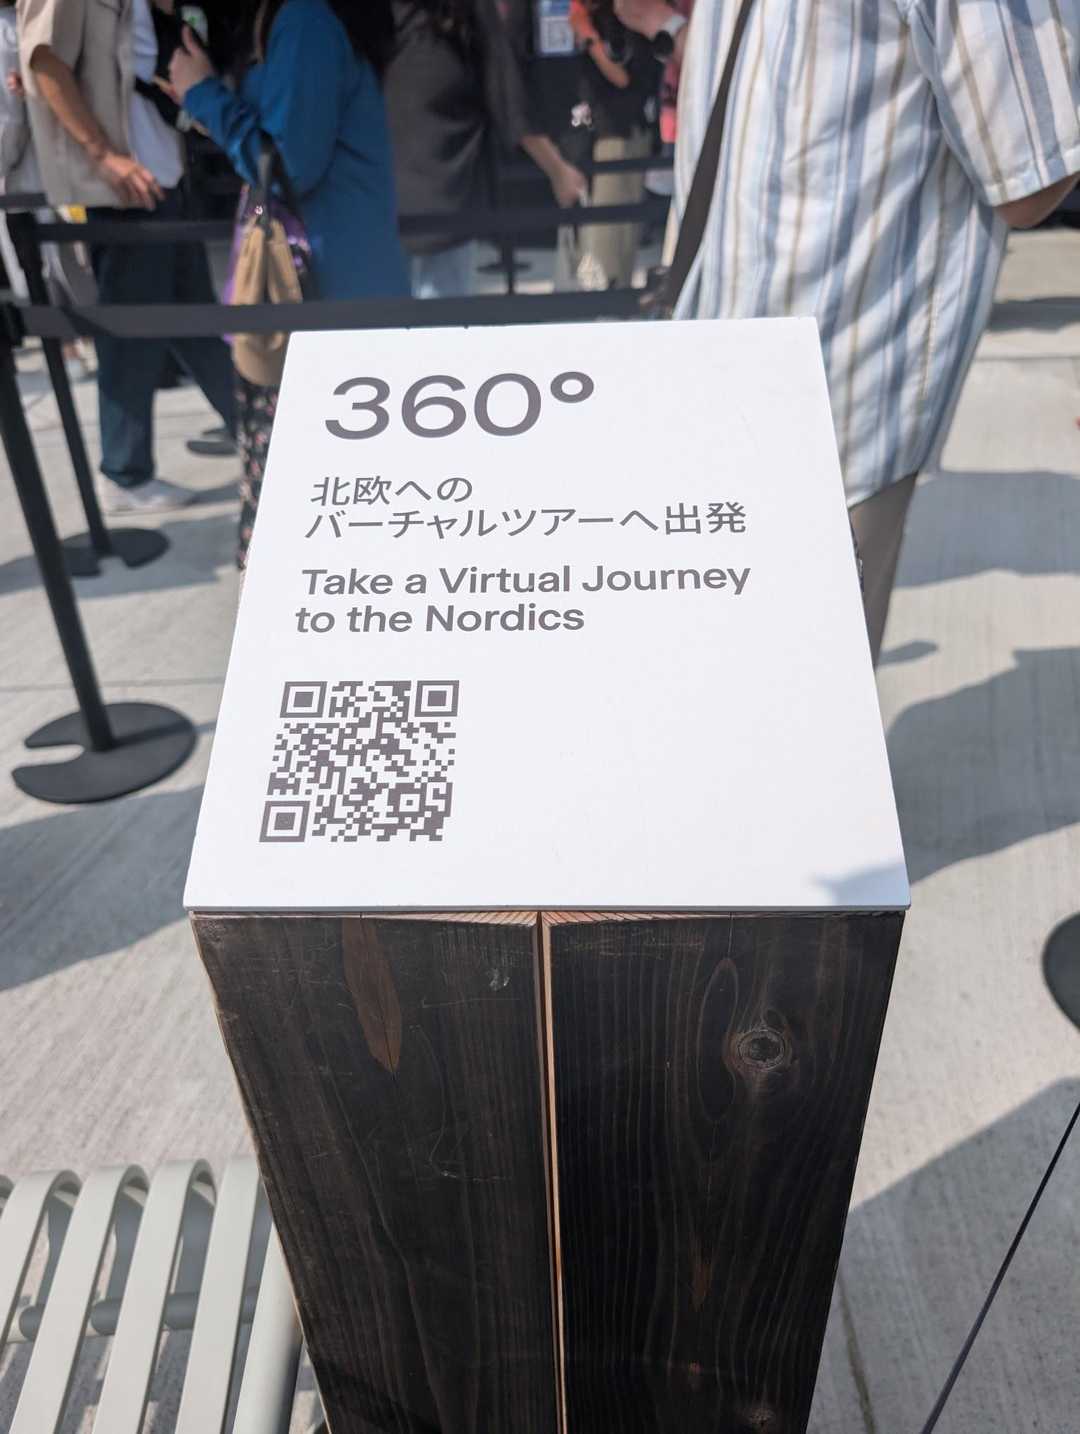 360°
北欧への
バーチャルツアーへ出発
Take a Virtual Journey
to the Nordics